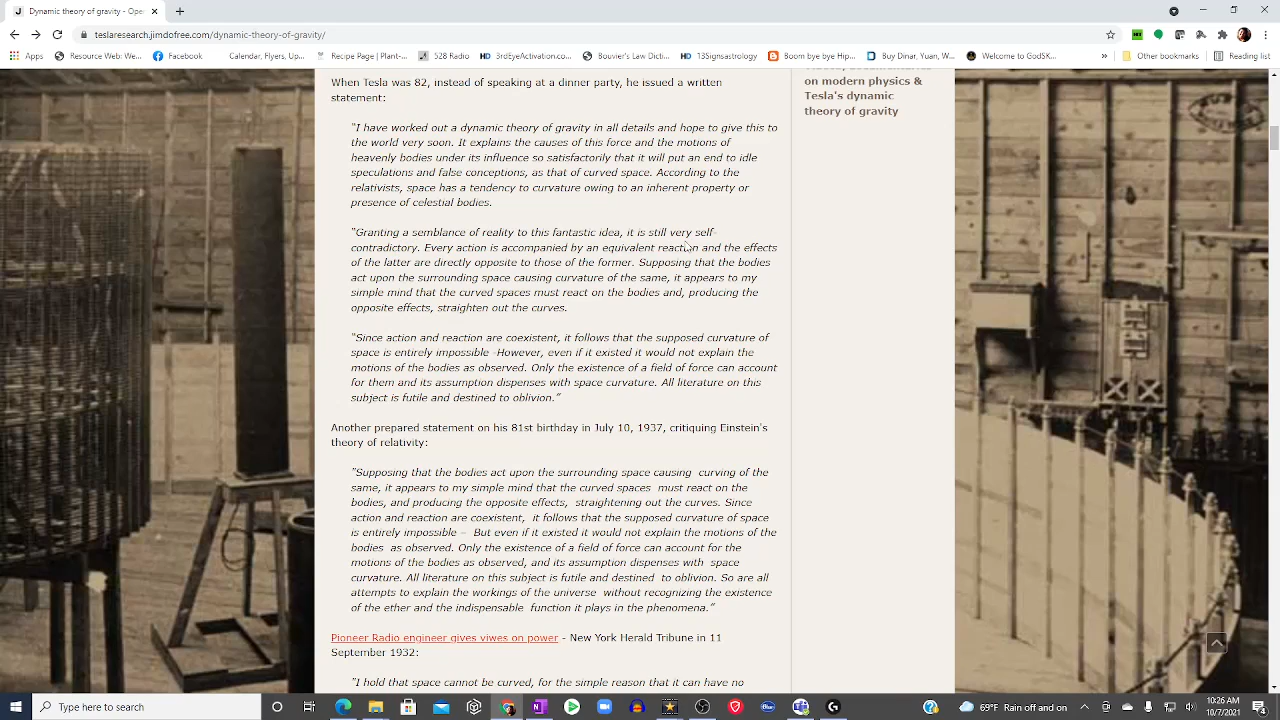 Dynamic theory of gravity - Ope
teslaresearch.jimdofree.com/dynamic-theory-of-gravity/
Apps
Resource Web: We...
Facebook
Calendar, Farley, Ya...
Recipe Page | Plant-...
528 Radio
HD 3rdEyeActivation:...
Bouvier's Law Dict...
HD 13Signsastrology
Boom bye bye Hip...
Buy Dinar, Yuan, W...
Welcome to GodSK...
»
Other bookmarks
Reading list
When Tesla was 82, instead of speaking at a dinner party, he issued a written
statement:
"I have worked out a dynamic theory of gravity in all details and hope to give this to
the world very soon. It explains the causes of this force and the motions of
heavenly bodies under its influence so satisfactorily that it will put an end to idle
speculations and false conceptions, as that of curved space. According to the
relativists, space has a tendency to curvature owing to an inherent property or
presence of celestial bodies.
"Granting a semblance of reality to this fantastic idea, it is still very self-
contradictory. Every action is accompanied by an equivalent reaction and the effects
of the latter are directly opposite to those of the former. Supposing that the bodies
act upon the surrounding space causing curvature of the same, it appears to my
simple mind that the curved spaces must react on the bodies and, producing the
opposite effects, straighten out the curves.
"Since action and reaction are coexistent, it follows that the supposed curvature of
space is entirely impossible -However, even if it existed it would not explain the
motions of the bodies as observed. Only the existence of a field of force can account
for them and its assumption dispenses with space curvature. All literature on this
subject is futile and destined to oblivion."
Another prepared statement on his 81st birthday in July 10, 1937, critiquing Einstein's
theory of relativity:
"Supposing that the bodies act upon the surrounding space causing curving of the
same, it appears to my simple mind that the curved spaces must react on the
bodies, and producing the opposite effects, straightening out the curves. Since
action and reaction are coexistent, it follows that the supposed curvature of space
is entirely impossible – But even if it existed it would not explain the motions of the
bodies as observed. Only the existence of a field of force can account for the
motions of the bodies as observed, and its assumption dispenses with space
curvature. All literature on this subject is futile and destined to oblivion. So are all
attempts to explain the workings of the universe without recognizing the existence
of the ether and the indispensable function it plays in the phenomena."
Pioneer Radio engineer gives viwes on power - New York Herald Tribune in 11
September 1932:
"I hold that space cannot be curved, for the simple reason that it can have no
on modern physics &
Tesla's dynamic
theory of gravity
Type here to search
10:26 AM
10/7/2021